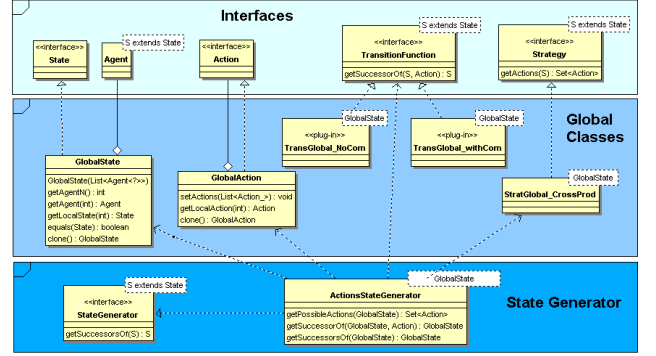 Interfaces
<<interface>>
State
S extends State
Agent
<<interface>>
Action
S extends State
<<interface>>
TransitionFunction
getSuccessorOf(S, Action) : S
S extends State
<<interface>>
Strategy
getActions(S) : Set<Action>
Global
Classes
GlobalState
GlobalState(List<Agent<?>>)
getAgentN() : int
getAgent(int) : Agent
getLocalState(int) : State
equals(State) : boolean
clone() : GlobalState
GlobalAction
setActions(List<Action_>) : void
getLocalAction(int) : Action
clone() : GlobalAction
GlobalState
<<plug-in>>
TransGlobal_NoCom
GlobalState
<<plug-in>>
TransGlobal_withCom
GlobalState
StratGlobal_CrossProd
State Generator
S extends State
<<interface>>
StateGenerator
getSuccessorsOf(S) : S
GlobalState
ActionsStateGenerator
getPossibleActions(GlobalState) : Set<Action>
getSuccessorOf(GlobalState, Action) : GlobalState
getSuccessorsOf(GlobalState) : GlobalState